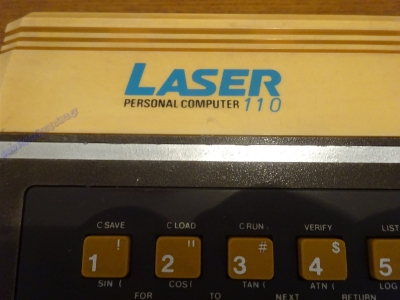 LASER
PERSONAL COMPUTER 110
CSAVE CLOAD CRUN VERIFY LIST
! " # $
1 2 3 4 5
SIN ( COS ( TAN ( ATN ( LOG
FOR TO NEXT RETURN